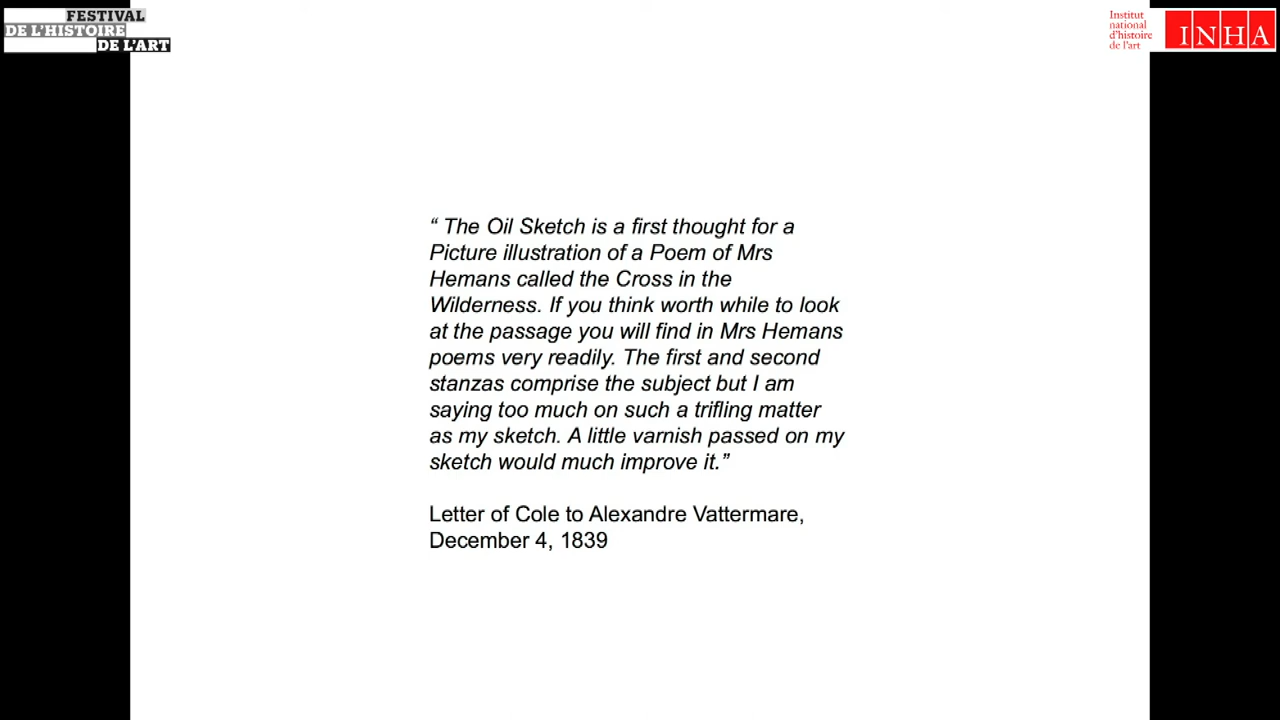 FESTIVAL
DE L'HISTOIRE
DE L'ART
Institut
national
d'histoire
de l'art
INHA
“ The Oil Sketch is a first thought for a
Picture illustration of a Poem of Mrs
Hemans called the Cross in the
Wilderness. If you think worth while to look
at the passage you will find in Mrs Hemans
poems very readily. The first and second
stanzas comprise the subject but I am
saying too much on such a trifling matter
as my sketch. A little varnish passed on my
sketch would much improve it.”
Letter of Cole to Alexandre Vattermare,
December 4, 1839